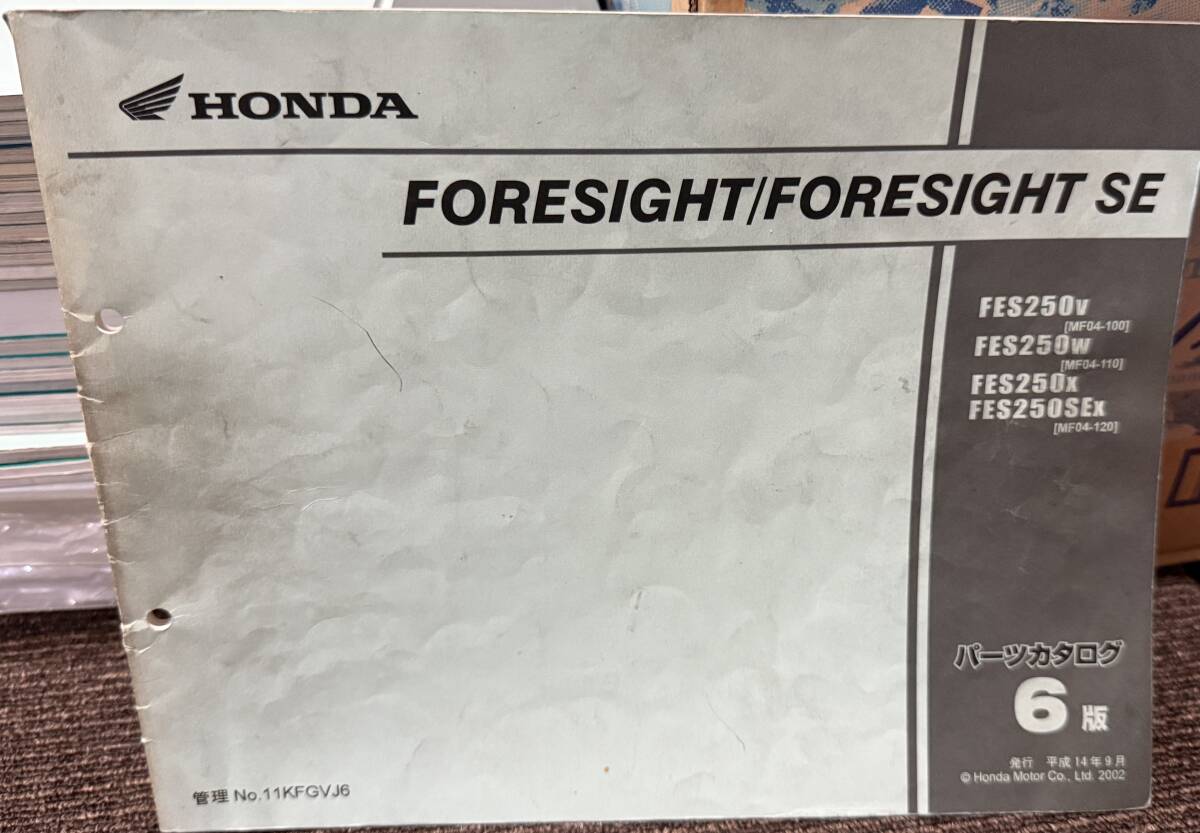 HONDA
FORESIGHT/FORESIGHT SE
FES250V
[MF04-100]
FES250W
[MF04-110]
FES250X
FES250SEX
[MF04-120]
パーツカタログ
6版
発行 平成14年9月
© Honda Motor Co., Ltd. 2002
管理 No.11KFGVJ6